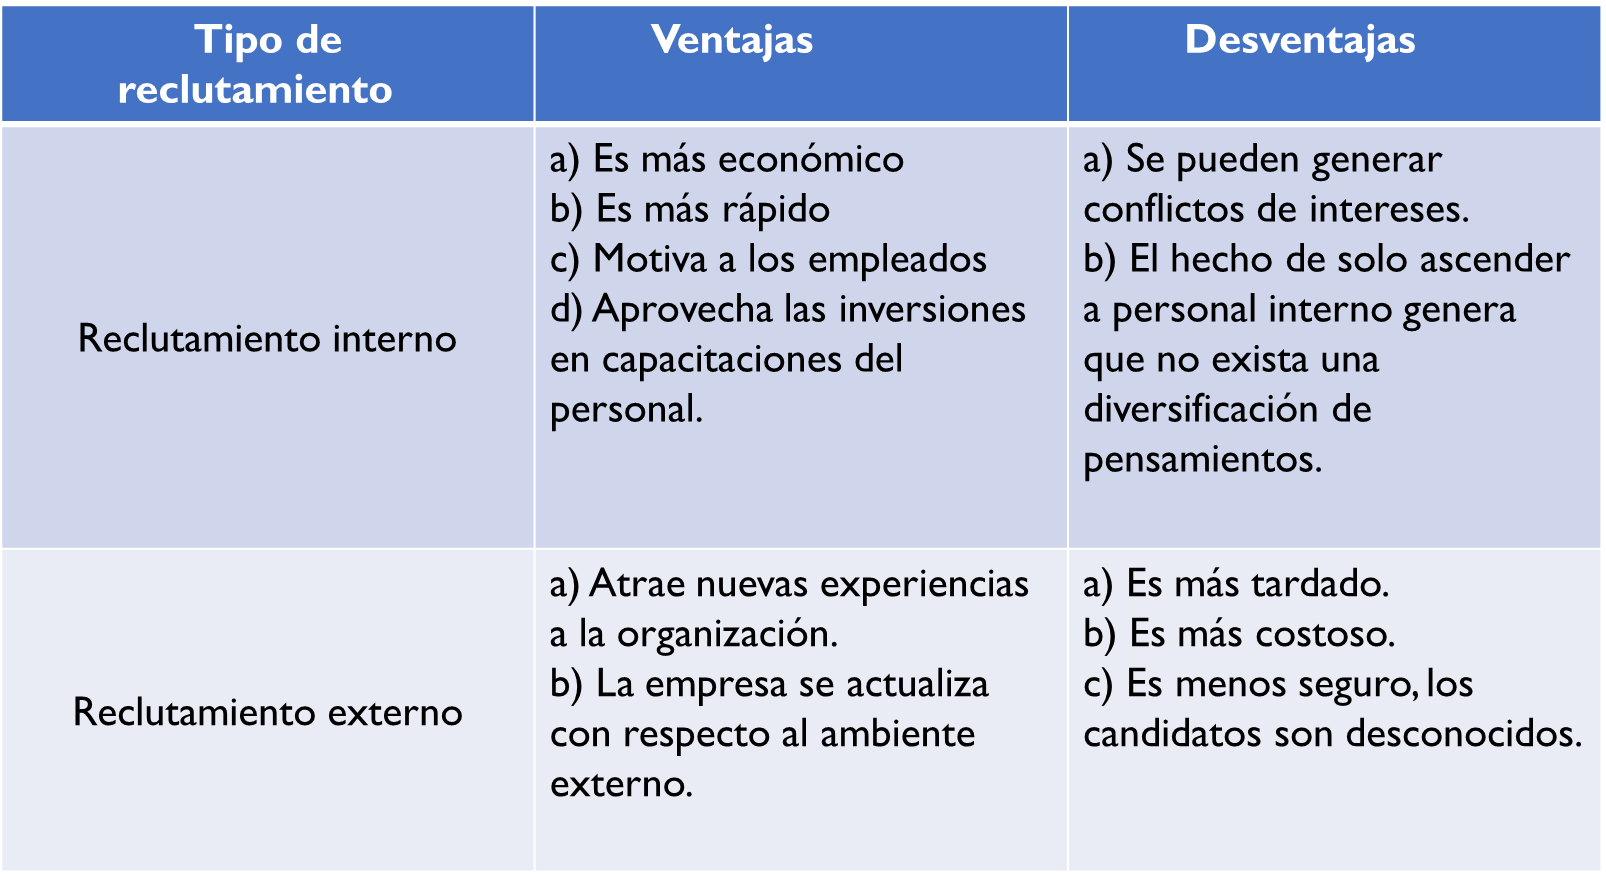 Tipo de
reclutamiento
Ventajas
Desventajas
Reclutamiento interno
a) Es más económico
b) Es más rápido
c) Motiva a los empleados
d) Aprovecha las inversiones
en capacitaciones del
personal.
a) Se pueden generar
conflictos de intereses.
b) El hecho de solo ascender
a personal interno genera
que no exista una
diversificación de
pensamientos.
Reclutamiento externo
a) Atrae nuevas experiencias
a la organización.
b) La empresa se actualiza
con respecto al ambiente
externo.
a) Es más tardado.
b) Es más costoso.
c) Es menos seguro, los
candidatos son desconocidos.